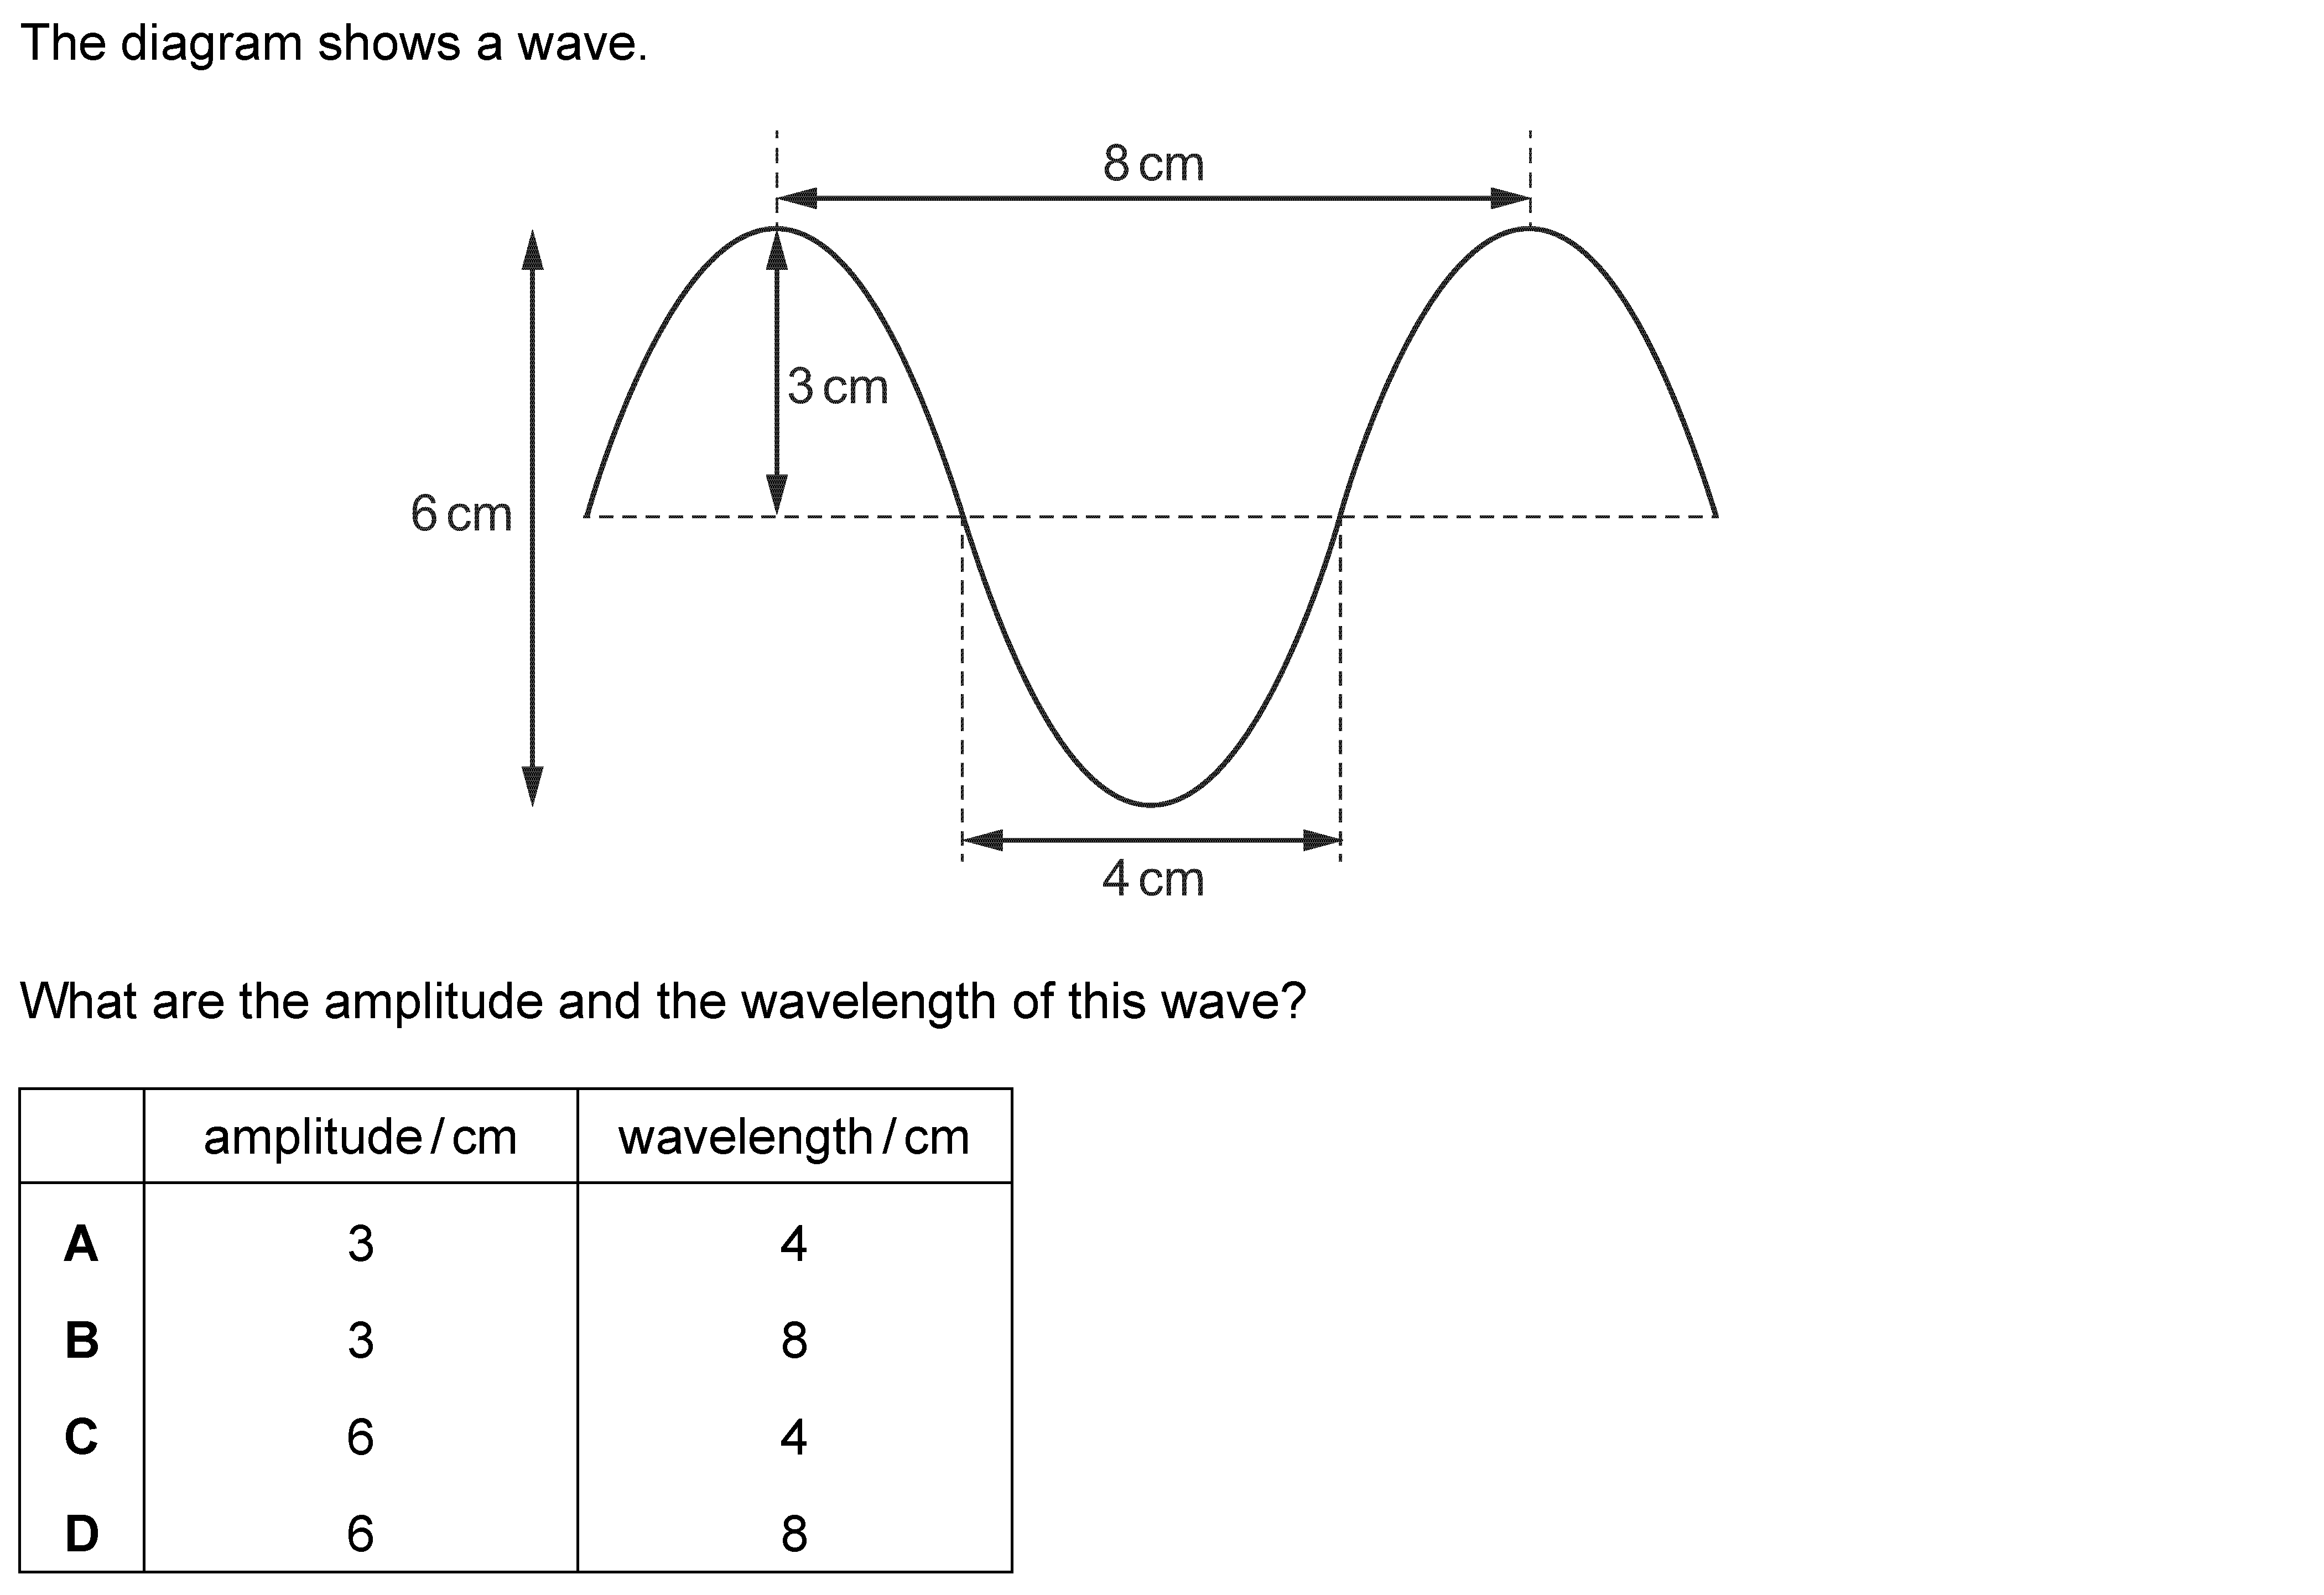 The diagram shows a wave.
8 cm
3 cm
6 cm
4 cm
What are the amplitude and the wavelength of this wave?
amplitude / cm wavelength / cm
A 3 4
B 3 8
C 6 4
D 6 8